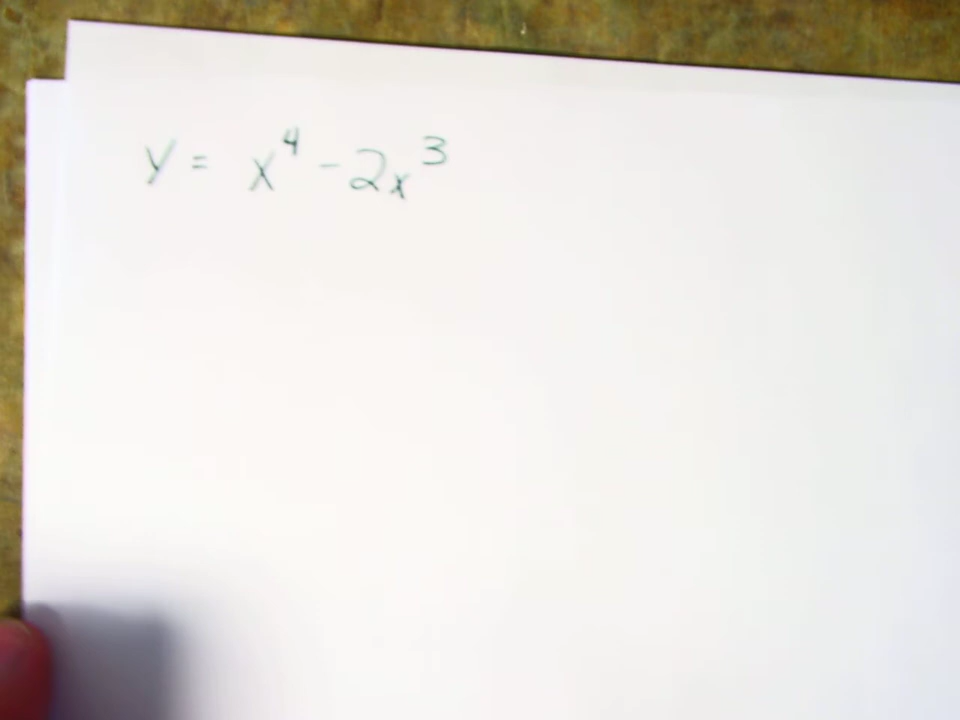 y = x⁴ - 2x³